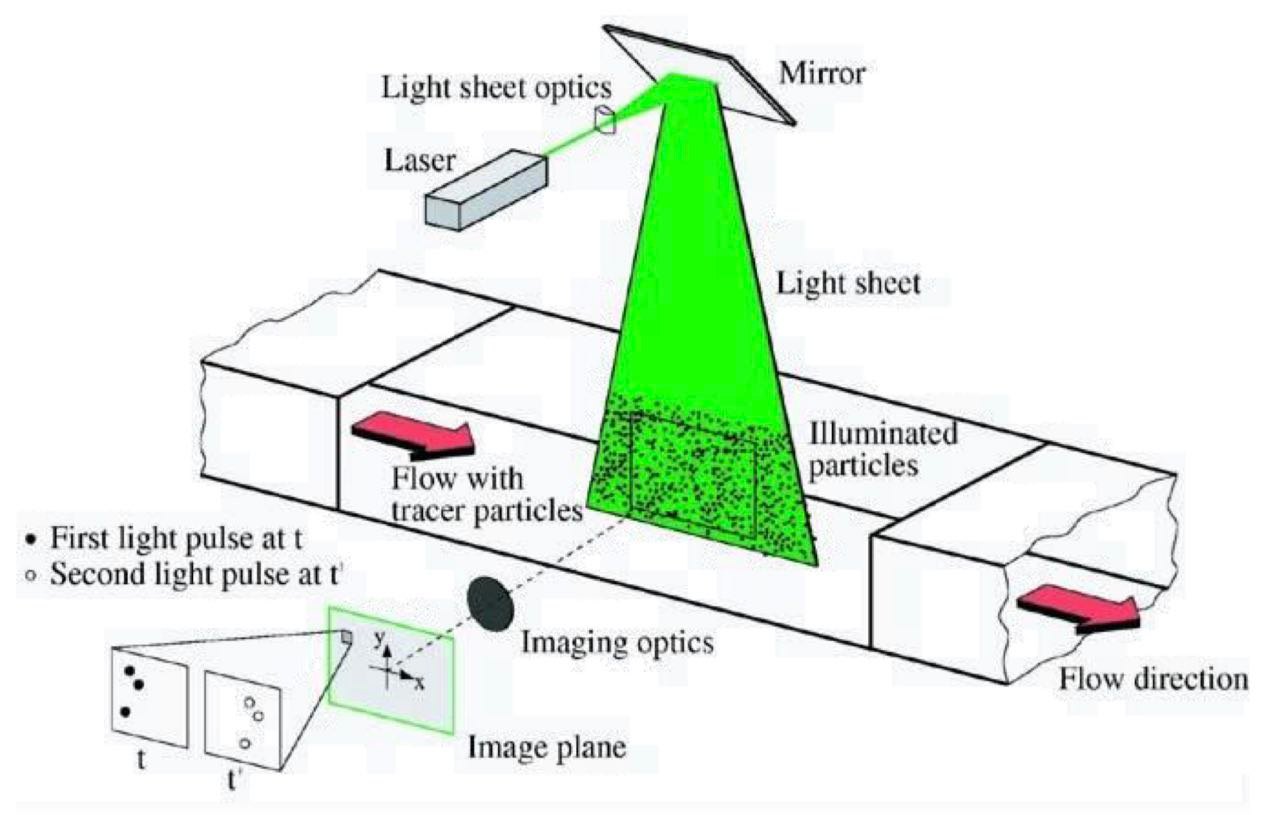 Mirror
Light sheet optics
Laser
Light sheet
Illuminated
particles
Flow with
tracer particles
• First light pulse at t
○ Second light pulse at t'
Imaging optics
y
x
Flow direction
Image plane
t
t'